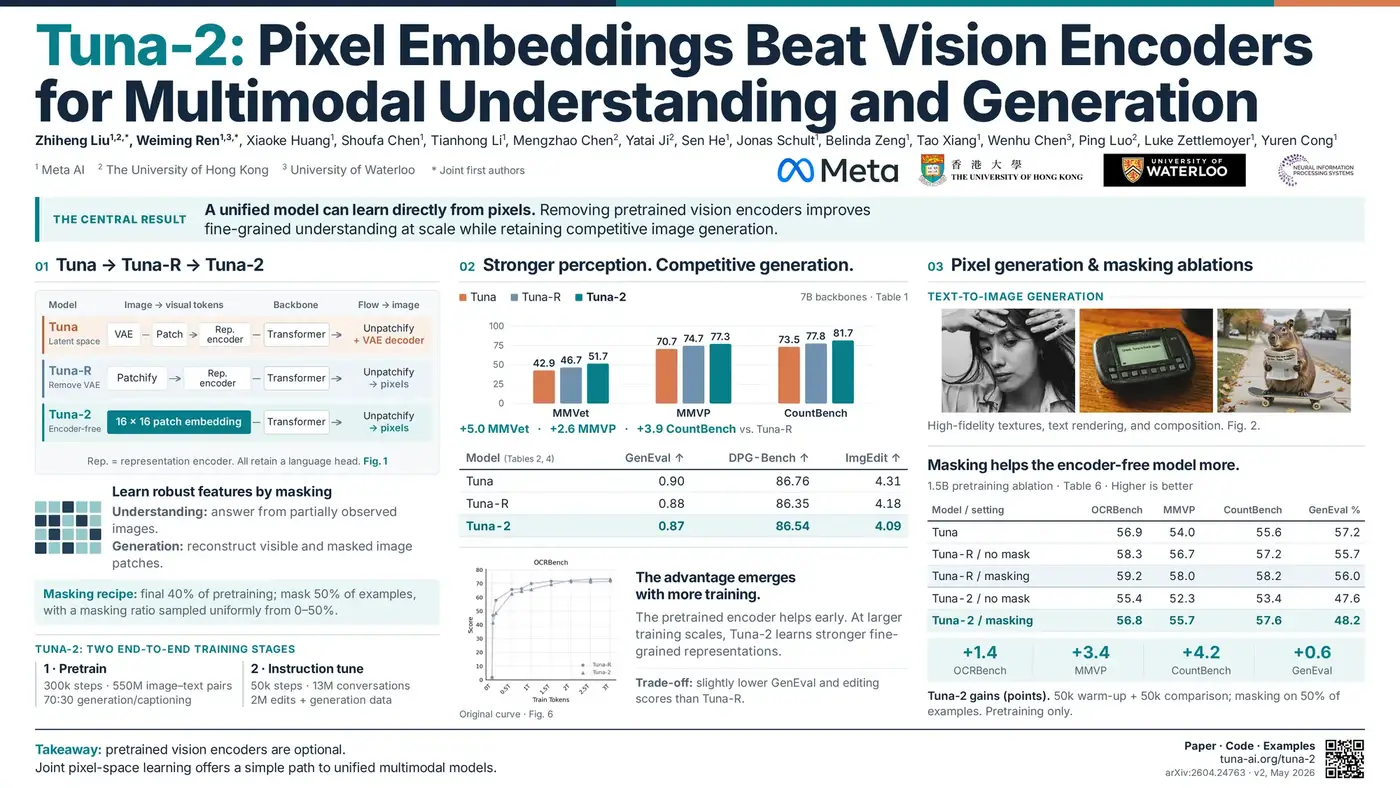 Tuna-2: Pixel Embeddings Beat Vision Encoders
for Multimodal Understanding and Generation
Zhiheng Liu1,2,*, Weiming Ren1,3,*, Xiaoke Huang1, Shoufa Chen1, Tianhong Li1, Mengzhao Chen2, Yatai Ji2, Sen He1, Jonas Schult1, Belinda Zeng1, Tao Xiang1, Wenhu Chen3, Ping Luo2, Luke Zettlemoyer1, Yuren Cong1
1 Meta AI 2 The University of Hong Kong 3 University of Waterloo * Joint first authors
Meta
香港大學
THE UNIVERSITY OF HONG KONG
UNIVERSITY OF
WATERLOO
NEURAL INFORMATION
PROCESSING SYSTEMS
THE CENTRAL RESULT
A unified model can learn directly from pixels. Removing pretrained vision encoders improves
fine-grained understanding at scale while retaining competitive image generation.
01 Tuna → Tuna-R → Tuna-2
Model Image → visual tokens Backbone Flow → image
Tuna
Latent space
VAE Patch → Rep. encoder Transformer → Unpatchify
+ VAE decoder
Tuna-R
Remove VAE
Patchify → Rep. encoder Transformer → Unpatchify
→ pixels
Tuna-2
Encoder-free
16 × 16 patch embedding Transformer → Unpatchify
→ pixels
Rep. = representation encoder. All retain a language head. Fig. 1
Learn robust features by masking
Understanding: answer from partially observed
images.
Generation: reconstruct visible and masked image
patches.
Masking recipe: final 40% of pretraining; mask 50% of examples,
with a masking ratio sampled uniformly from 0–50%.
TUNA-2: TWO END-TO-END TRAINING STAGES
1 · Pretrain
300k steps · 550M image–text pairs
70:30 generation/captioning
2 · Instruction tune
50k steps · 13M conversations
2M edits + generation data
02 Stronger perception. Competitive generation.
Tuna Tuna-R Tuna-2 7B backbones · Table 1
100
75
50
25
0
42.9 46.7 51.7
70.7 74.7 77.3
73.5 77.8 81.7
MMVet MMVP CountBench
+5.0 MMVet · +2.6 MMVP · +3.9 CountBench vs. Tuna-R
Model (Tables 2, 4) GenEval ↑ DPG-Bench ↑ ImgEdit ↑
Tuna 0.90 86.76 4.31
Tuna-R 0.88 86.35 4.18
Tuna-2 0.87 86.54 4.09
OCRBench
80
70
60
50
40
30
20
10
0
Score
0T 0.5T 1T 1.5T 2T 2.5T 3T
Train Tokens
Tuna-R
Tuna-2
Original curve · Fig. 6
The advantage emerges
with more training.
The pretrained encoder helps early. At larger
training scales, Tuna-2 learns stronger fine-
grained representations.
Trade-off: slightly lower GenEval and editing
scores than Tuna-R.
03 Pixel generation & masking ablations
TEXT-TO-IMAGE GENERATION
High-fidelity textures, text rendering, and composition. Fig. 2.
Masking helps the encoder-free model more.
1.5B pretraining ablation · Table 6 · Higher is better
Model / setting OCRBench MMVP CountBench GenEval %
Tuna 56.9 54.0 55.6 57.2
Tuna-R / no mask 58.3 56.7 57.2 55.7
Tuna-R / masking 59.2 58.0 58.2 56.0
Tuna-2 / no mask 55.4 52.3 53.4 47.6
Tuna-2 / masking 56.8 55.7 57.6 48.2
+1.4 +3.4 +4.2 +0.6
OCRBench MMVP CountBench GenEval
Tuna-2 gains (points). 50k warm-up + 50k comparison; masking on 50% of
examples. Pretraining only.
Takeaway: pretrained vision encoders are optional.
Joint pixel-space learning offers a simple path to unified multimodal models.
Paper · Code · Examples
tuna-ai.org/tuna-2
arXiv:2604.24763 · v2, May 2026